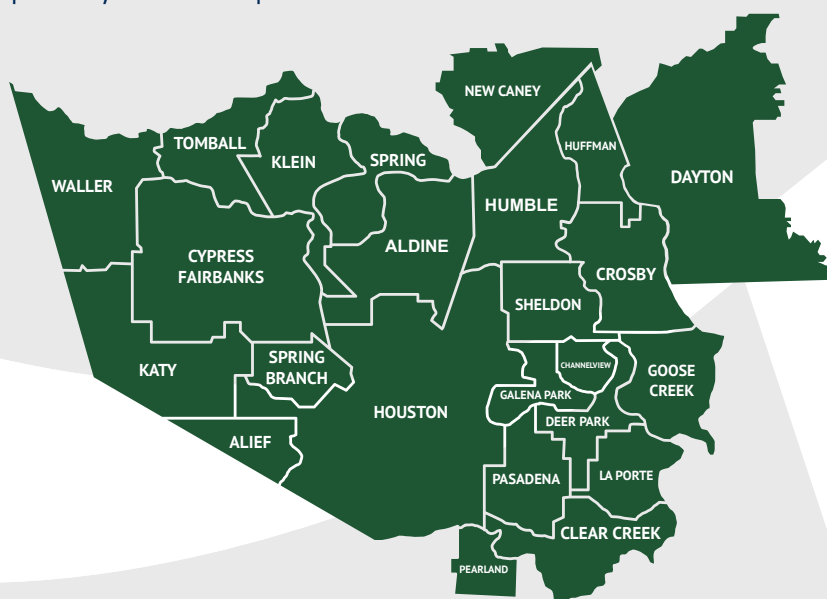 NEW CANEY
TOMBALL
KLEIN
SPRING
HUFFMAN
WALLER
DAYTON
HUMBLE
CYPRESS
FAIRBANKS
ALDINE
CROSBY
SHELDON
KATY
SPRING
BRANCH
CHANNELVIEW
GOOSE
CREEK
GALENA PARK
HOUSTON
DEER PARK
ALIEF
PASADENA
LA PORTE
CLEAR CREEK
PEARLAND